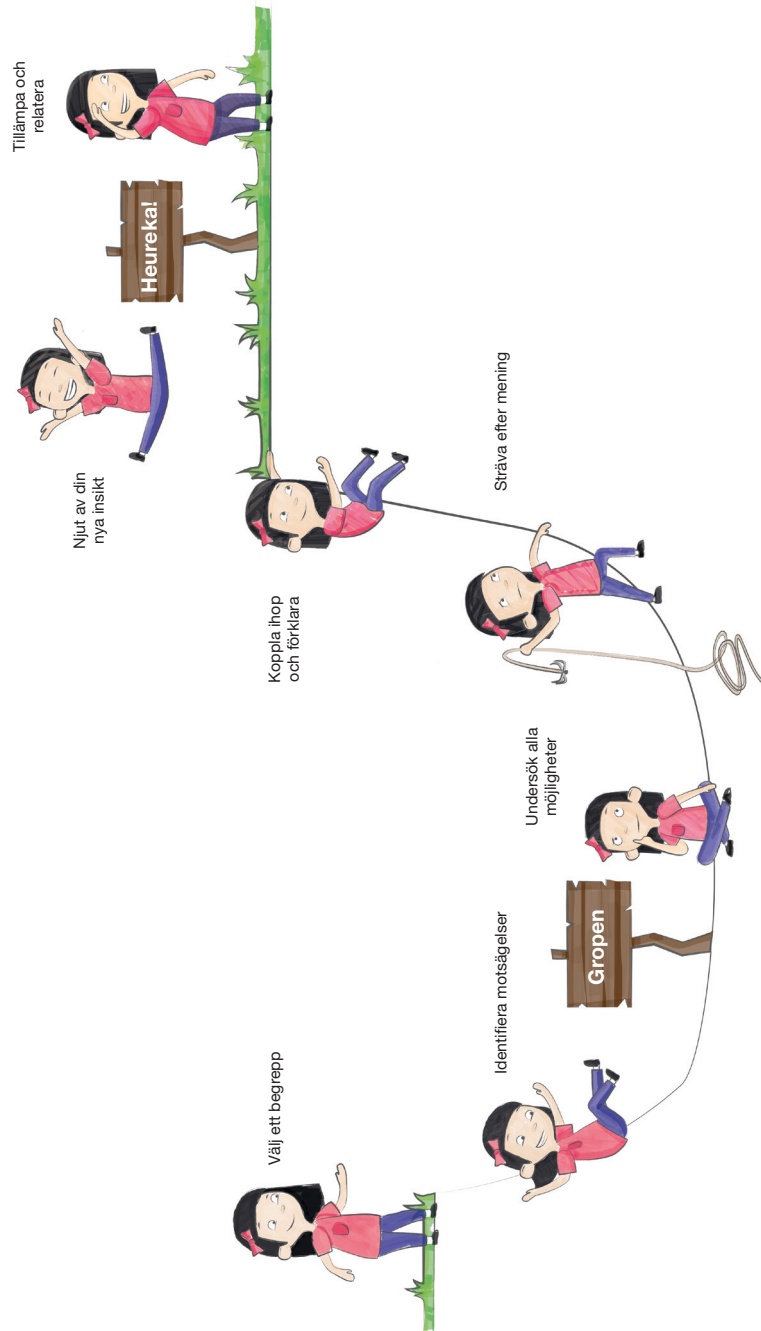 Välj ett begrepp
Identifiera motsägelser
Gropen
Undersök alla
möjligheter
Sträva efter mening
Koppla ihop
och förklara
Njut av din
nya insikt
Heureka!
Tillämpa och
relatera